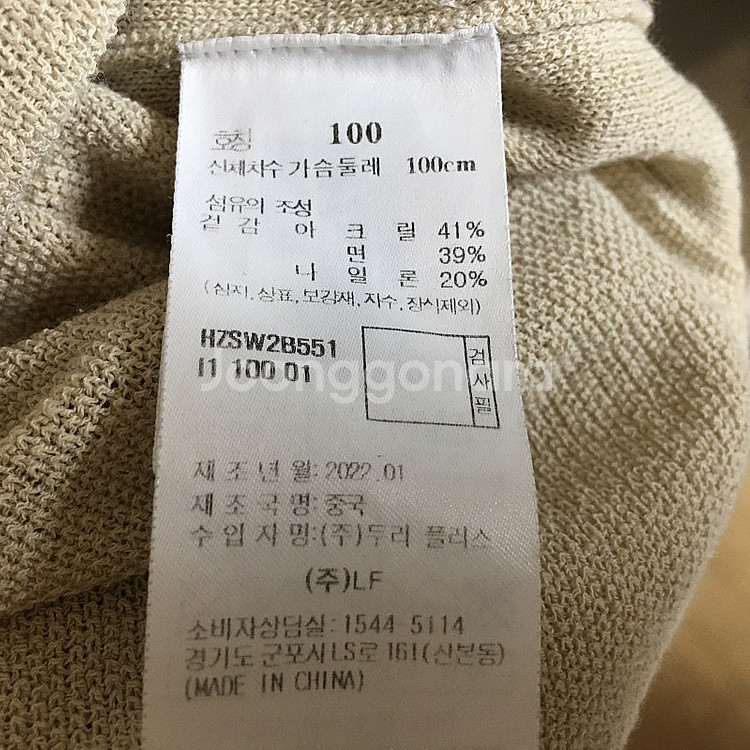 호칭 100
신체치수 가슴둘레 100cm
섬유의 조성
겉감 아크릴 41%
면 39%
나일론 20%
(심지,상표,보강재,자수,장식제외)
HZSW2B551
I1 100 01
검사필
Joonggonara
제조년월:2022.01
제조국명:중국
수입자명:(주)두리 플러스
(주)LF
소비자상담실:1544-5114
경기도 군포시 LS로 161(산본동)
(MADE IN CHINA)